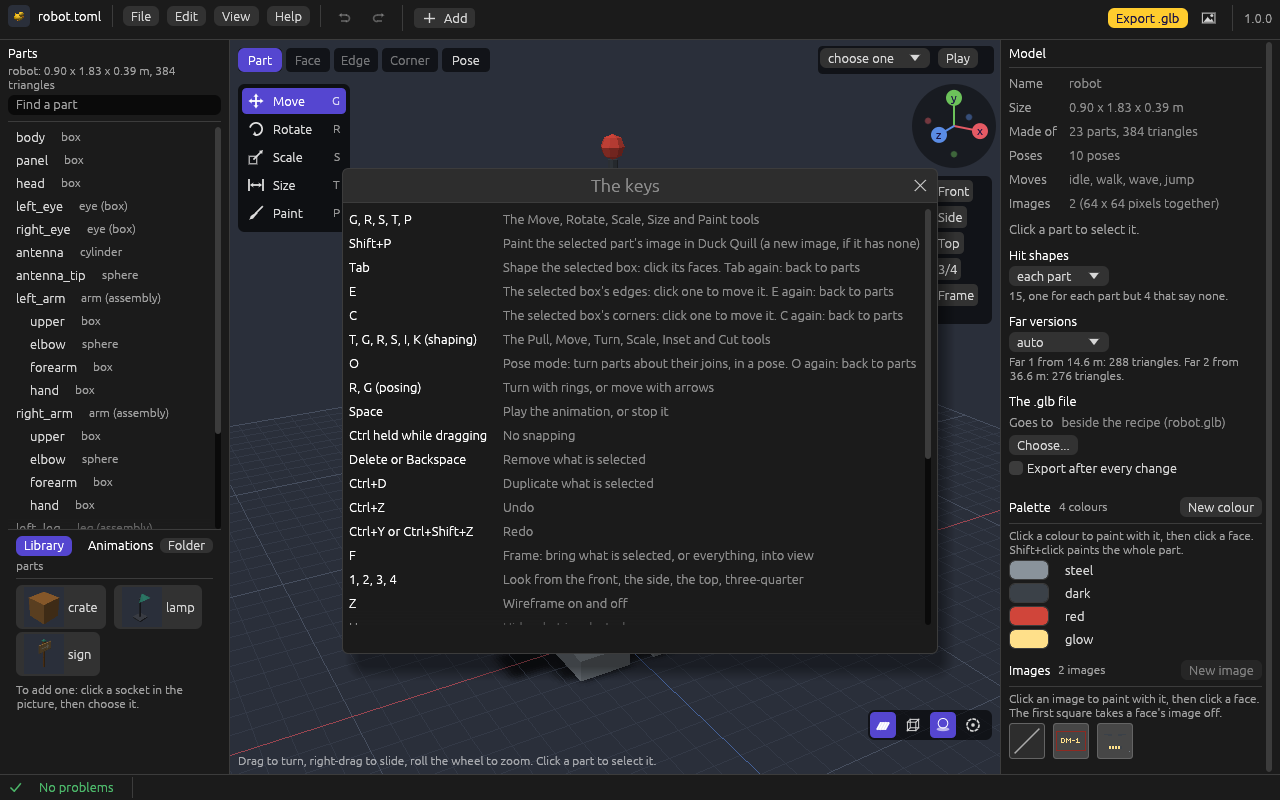 robot.toml File Edit View Help + Add Export .glb 1.0.0
Parts
robot: 0.90 x 1.83 x 0.39 m, 384
triangles
Find a part
body box
panel box
head box
left_eye eye (box)
right_eye eye (box)
antenna cylinder
antenna_tip sphere
left_arm arm (assembly)
upper box
elbow sphere
forearm box
hand box
right_arm arm (assembly)
upper box
elbow sphere
forearm box
hand box
left_leg leg (assembly)
Library Animations Folder
parts
crate lamp
sign
To add one: click a socket in the
picture, then choose it.
Part Face Edge Corner Pose
choose one Play
Move G
Rotate R
Scale S
Size T
Paint P
y
x
z
Front
Side
Top
3/4
Frame
The keys
G, R, S, T, P The Move, Rotate, Scale, Size and Paint tools
Shift+P Paint the selected part's image in Duck Quill (a new image, if it has none)
Tab Shape the selected box: click its faces. Tab again: back to parts
E The selected box's edges: click one to move it. E again: back to parts
C The selected box's corners: click one to move it. C again: back to parts
T, G, R, S, I, K (shaping) The Pull, Move, Turn, Scale, Inset and Cut tools
O Pose mode: turn parts about their joins, in a pose. O again: back to parts
R, G (posing) Turn with rings, or move with arrows
Space Play the animation, or stop it
Ctrl held while dragging No snapping
Delete or Backspace Remove what is selected
Ctrl+D Duplicate what is selected
Ctrl+Z Undo
Ctrl+Y or Ctrl+Shift+Z Redo
F Frame: bring what is selected, or everything, into view
1, 2, 3, 4 Look from the front, the side, the top, three-quarter
Z Wireframe on and off
Drag to turn, right-drag to slide, roll the wheel to zoom. Click a part to select it.
Model
Name robot
Size 0.90 x 1.83 x 0.39 m
Made of 23 parts, 384 triangles
Poses 10 poses
Moves idle, walk, wave, jump
Images 2 (64 x 64 pixels together)
Click a part to select it.
Hit shapes
each part
15, one for each part but 4 that say none.
Far versions
auto
Far 1 from 14.6 m: 288 triangles. Far 2 from
36.6 m: 276 triangles.
The .glb file
Goes to beside the recipe (robot.glb)
Choose...
Export after every change
Palette 4 colours New colour
Click a colour to paint with it, then click a face.
Shift+click paints the whole part.
steel
dark
red
glow
Images 2 images New image
Click an image to paint with it, then click a face.
The first square takes a face's image off.
DM-1
No problems